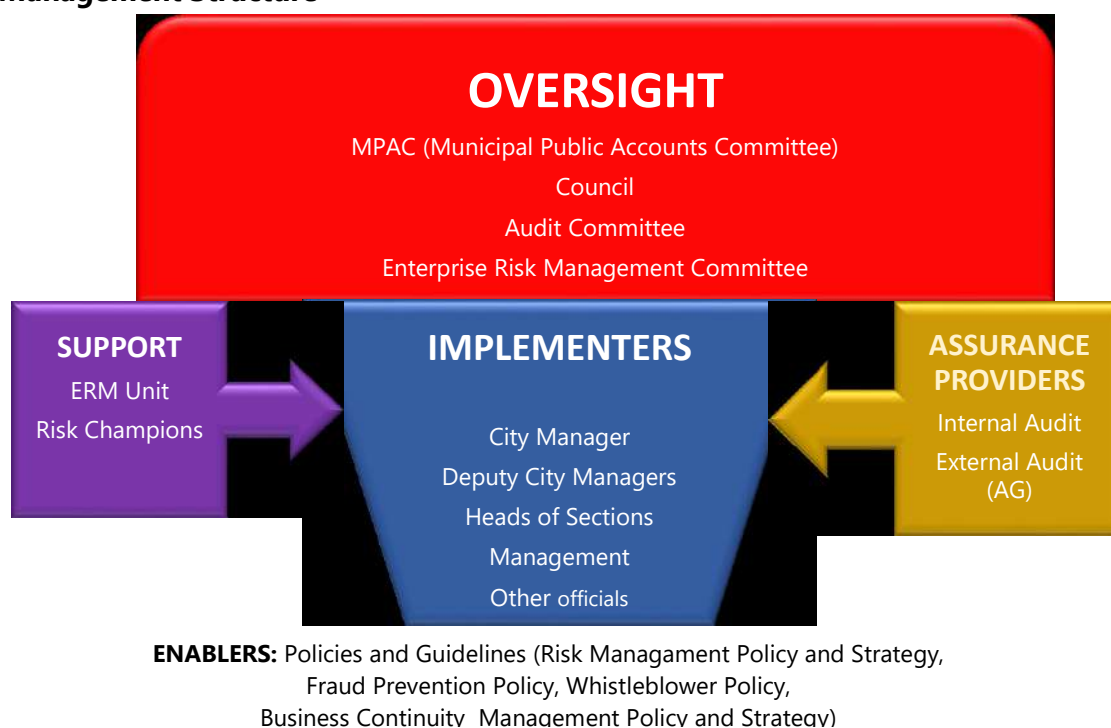 Management Structure
OVERSIGHT
MPAC (Municipal Public Accounts Committee)
Council
Audit Committee
Enterprise Risk Management Committee
SUPPORT
ERM Unit
Risk Champions
IMPLEMENTERS
City Manager
Deputy City Managers
Heads of Sections
Management
Other officials
ASSURANCE
PROVIDERS
Internal Audit
External Audit
(AG)
ENABLERS: Policies and Guidelines (Risk Managament Policy and Strategy,
Fraud Prevention Policy, Whistleblower Policy,
Business Continuity Management Policy and Strategy)